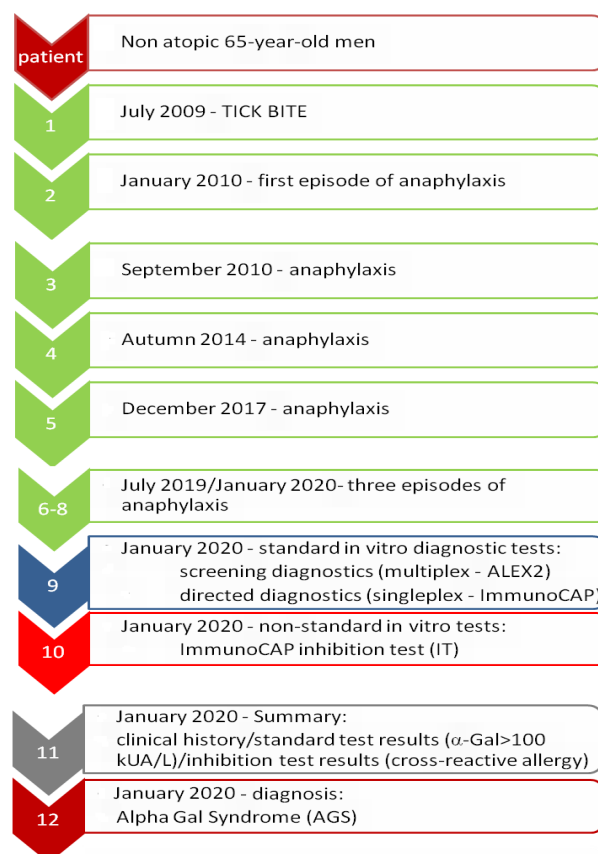 patient
Non atopic 65-year-old men
1
July 2009 - TICK BITE
2
January 2010 - first episode of anaphylaxis
3
September 2010 - anaphylaxis
4
Autumn 2014 - anaphylaxis
5
December 2017 - anaphylaxis
6-8
July 2019/January 2020- three episodes of
anaphylaxis
9
January 2020 - standard in vitro diagnostic tests:
screening diagnostics (multiplex - ALEX2)
directed diagnostics (singleplex - ImmunoCAP)
10
January 2020 - non-standard in vitro tests:
ImmunoCAP inhibition test (IT)
11
January 2020 - Summary:
clinical history/standard test results (α-Gal>100
kUA/L)/inhibition test results (cross-reactive allergy)
12
January 2020 - diagnosis:
Alpha Gal Syndrome (AGS)